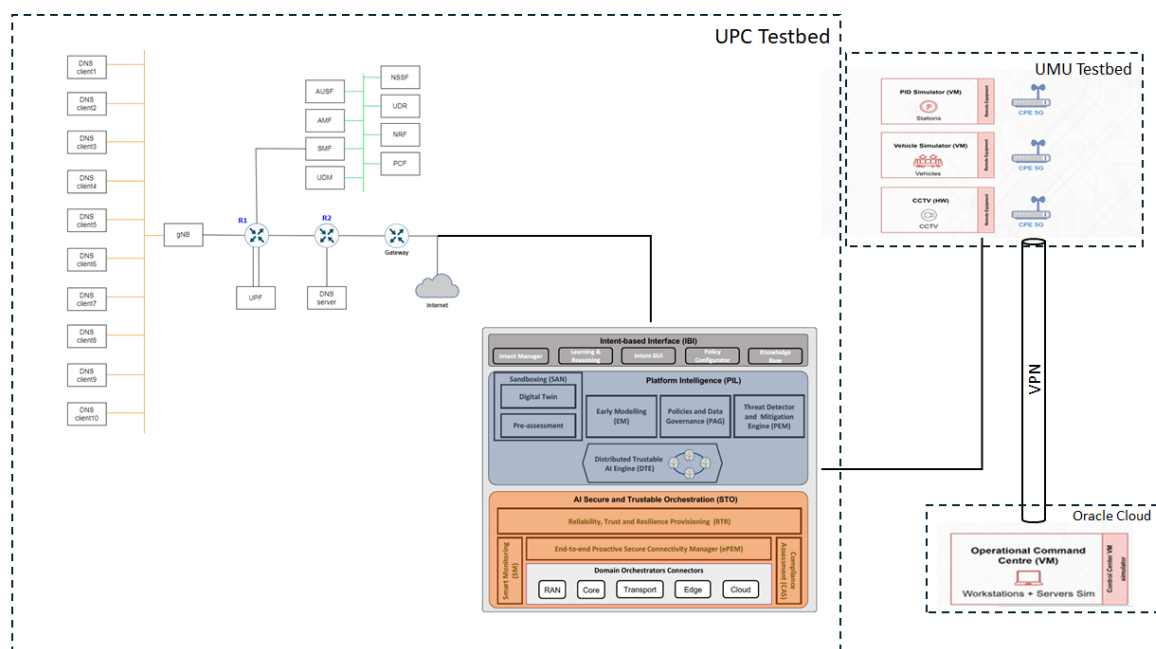 UPC Testbed
DNS
client1
DNS
client2
DNS
client3
DNS
client4
DNS
client5
DNS
client6
DNS
client7
DNS
client8
DNS
client9
DNS
client10
gNB
AUSF
AMF
SMF
UDM
NSSF
UDR
NRF
PCF
R1
R2
Gateway
UPF
DNS
server
Internet
Intent-based Interface (IBI)
Intent Manager
Learning &
Reasoning
Intent GUI
Policy
Configurator
Knowledge
Base
Sandboxing (SAN)
Digital Twin
Pre-assessment
Platform Intelligence (PIL)
Early Modelling
(EM)
Policies and Data
Governance (PAG)
Threat Detector
and Mitigation
Engine (PEM)
Distributed Trustable
AI Engine (DTE)
AI Secure and Trustable Orchestration (STO)
Reliability, Trust and Resilience Provisioning (RTR)
Smart Monitoring
(SM)
End-to-end Proactive Secure Connectivity Manager (ePEM)
Compliance
Assessment (CAS)
Domain Orchestrators Connectors
RAN
Core
Transport
Edge
Cloud
UMU Testbed
PID Simulator (VM)
P
Stations
Remote Equipment
CPE 5G
Vehicle Simulator (VM)
Vehicles
Remote Equipment
CPE 5G
CCTV (HW)
CCTV
Remote Equipment
CPE 5G
VPN
Oracle Cloud
Operational Command
Centre (VM)
Workstations + Servers Sim
Control Center VM
simulator